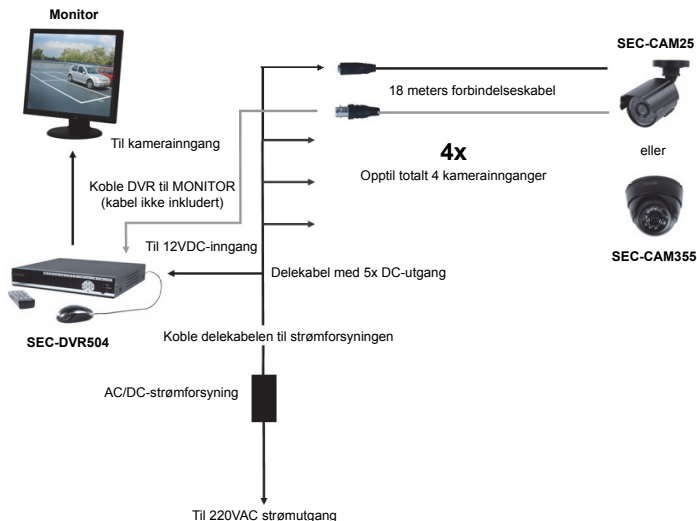 Monitor
SEC-CAM25
18 meters forbindelseskabel
Til kamerainngang
4x
eller
Opptil totalt 4 kamerainnganger
Koble DVR til MONITOR
(kabel ikke inkludert)
Til 12VDC-inngang
SEC-CAM355
Delekabel med 5x DC-utgang
SEC-DVR504
Koble delekabelen til strømforsyningen
AC/DC-strømforsyning
Til 220VAC strømutgang